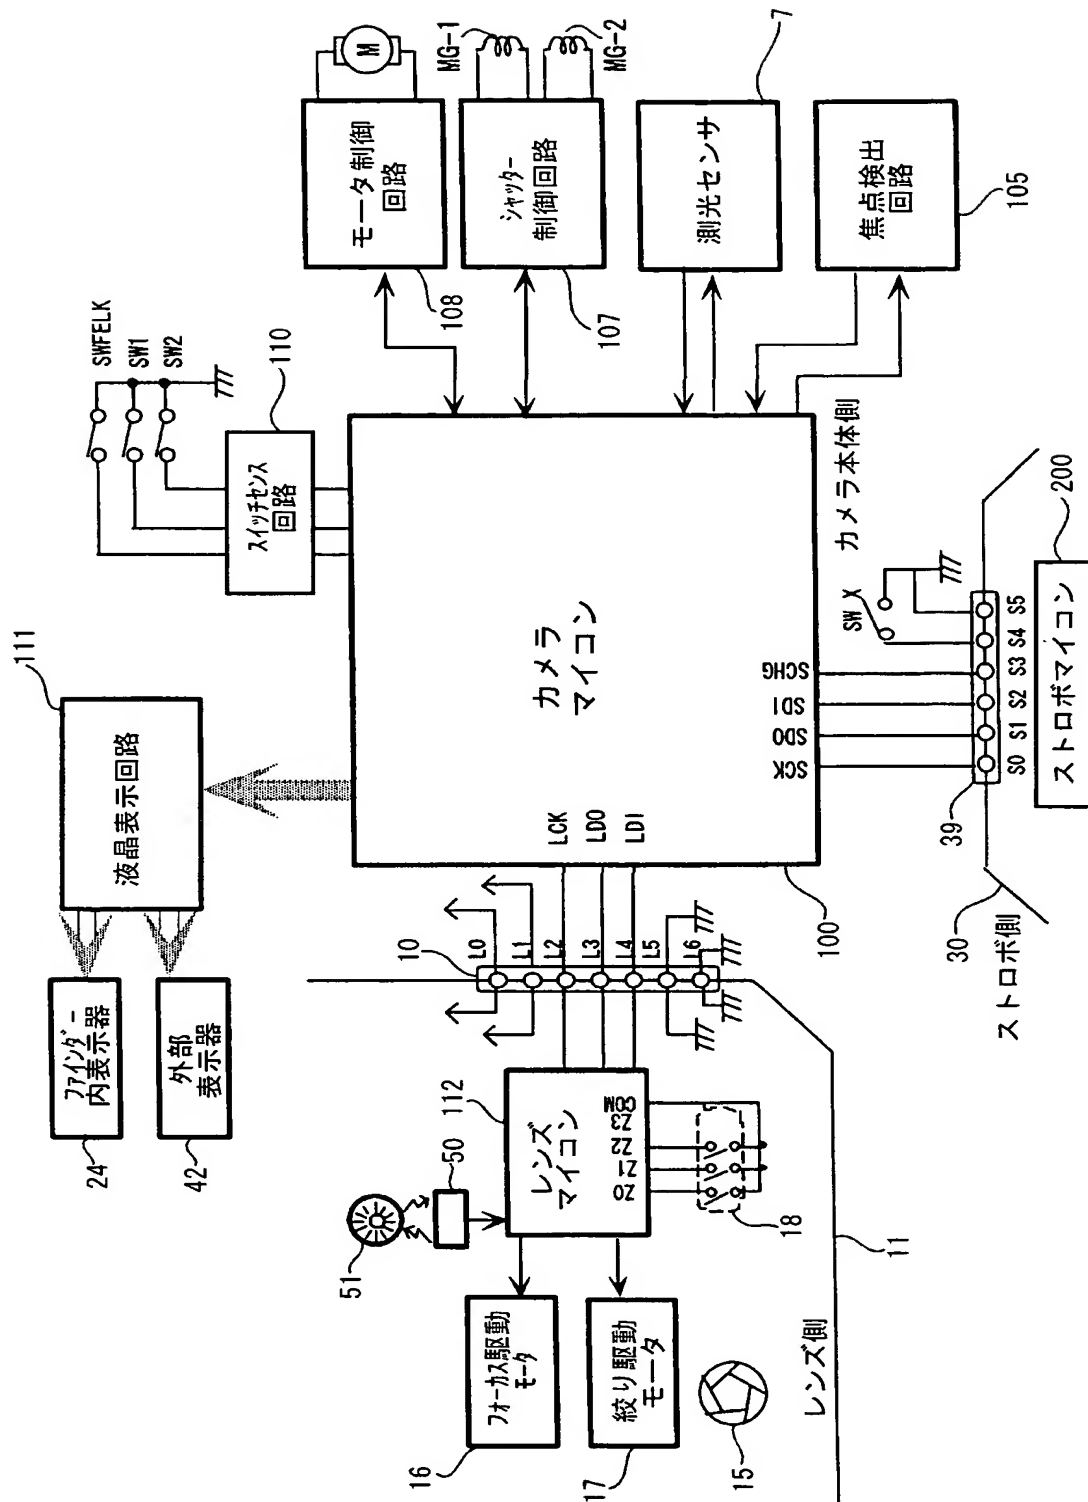 MG-1
MG-2
M
モータ制御
回路
108
シャッター
制御回路
107
測光センサ
7
焦点検出
回路
105
SWFELK
SW1
SW2
スイッチセンス
回路
110
液晶表示回路
111
ファインダー
内表示器
24
外部
表示器
42
カメラ
マイコン
100
カメラ本体側
LCK
LDO
LDI
SCK
SDO
SDI
SCHG
SW X
S0
S1
S2
S3
S4
S5
39
ストロボマイコン
200
30
ストロボ側
10
L0
L1
L2
L3
L4
L5
L6
レンズ
マイコン
112
Z0
Z1
Z2
Z3
COM
50
51
18
11
フォーカス駆動
モータ
16
絞り駆動
モータ
17
15
レンズ側